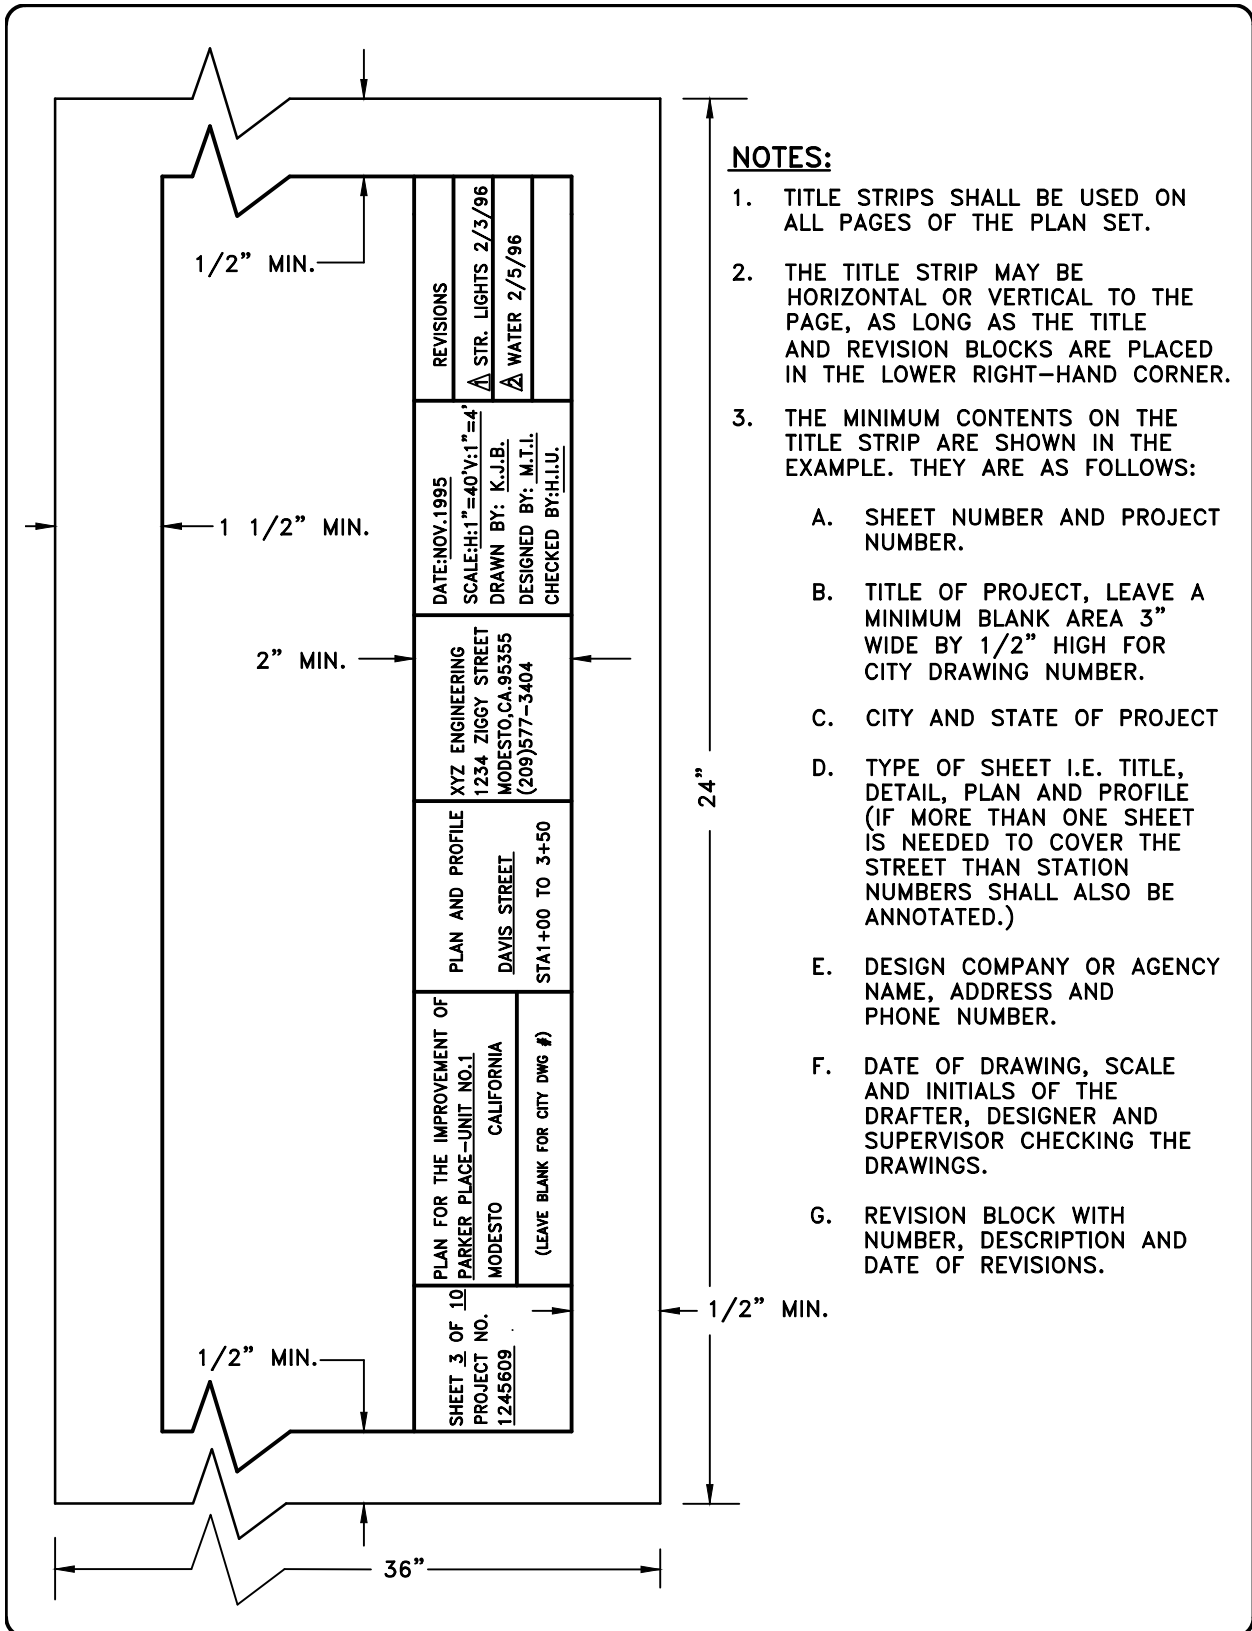 1/2” MIN.
1 1/2” MIN.
2” MIN.
1/2” MIN.
1/2” MIN.
24”
36”
REVISIONS
1 STR. LIGHTS 2/3/96
2 WATER 2/5/96
DATE:NOV.1995
SCALE:H:1”=40’V:1”=4’
DRAWN BY: K.J.B.
DESIGNED BY: M.T.I.
CHECKED BY:H.I.U.
XYZ ENGINEERING
1234 ZIGGY STREET
MODESTO,CA.95355
(209)577-3404
PLAN AND PROFILE
DAVIS STREET
STA1+00 TO 3+50
PLAN FOR THE IMPROVEMENT OF
PARKER PLACE-UNIT NO.1
MODESTO CALIFORNIA
(LEAVE BLANK FOR CITY DWG #)
SHEET 3 OF 10
PROJECT NO.
1245609
NOTES:
1. TITLE STRIPS SHALL BE USED ON
ALL PAGES OF THE PLAN SET.
2. THE TITLE STRIP MAY BE
HORIZONTAL OR VERTICAL TO THE
PAGE, AS LONG AS THE TITLE
AND REVISION BLOCKS ARE PLACED
IN THE LOWER RIGHT-HAND CORNER.
3. THE MINIMUM CONTENTS ON THE
TITLE STRIP ARE SHOWN IN THE
EXAMPLE. THEY ARE AS FOLLOWS:
A. SHEET NUMBER AND PROJECT
NUMBER.
B. TITLE OF PROJECT, LEAVE A
MINIMUM BLANK AREA 3”
WIDE BY 1/2” HIGH FOR
CITY DRAWING NUMBER.
C. CITY AND STATE OF PROJECT
D. TYPE OF SHEET I.E. TITLE,
DETAIL, PLAN AND PROFILE
(IF MORE THAN ONE SHEET
IS NEEDED TO COVER THE
STREET THAN STATION
NUMBERS SHALL ALSO BE
ANNOTATED.)
E. DESIGN COMPANY OR AGENCY
NAME, ADDRESS AND
PHONE NUMBER.
F. DATE OF DRAWING, SCALE
AND INITIALS OF THE
DRAFTER, DESIGNER AND
SUPERVISOR CHECKING THE
DRAWINGS.
G. REVISION BLOCK WITH
NUMBER, DESCRIPTION AND
DATE OF REVISIONS.